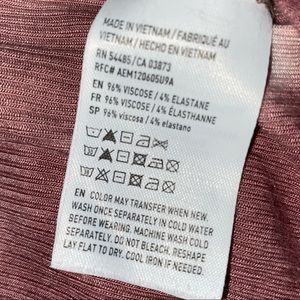 MADE IN VIETNAM / FABRIQUÉ AU
VIETNAM / HECHO EN VIETNAM
RN 54485/CA 03873
RFC# AEM120605U9A
EN 96% VISCOSE / 4% ELASTANE
FR 96% VISCOSE / 4% ÉLASTHANNE
SP 96% viscosa / 4% elastano
EN COLOR MAY TRANSFER WHEN NEW.
WASH ONCE SEPARATELY IN COLD WATER
BEFORE WEARING. MACHINE WASH COLD
SEPARATELY. DO NOT BLEACH. RESHAPE
LAY FLAT TO DRY. COOL IRON IF NEEDED.